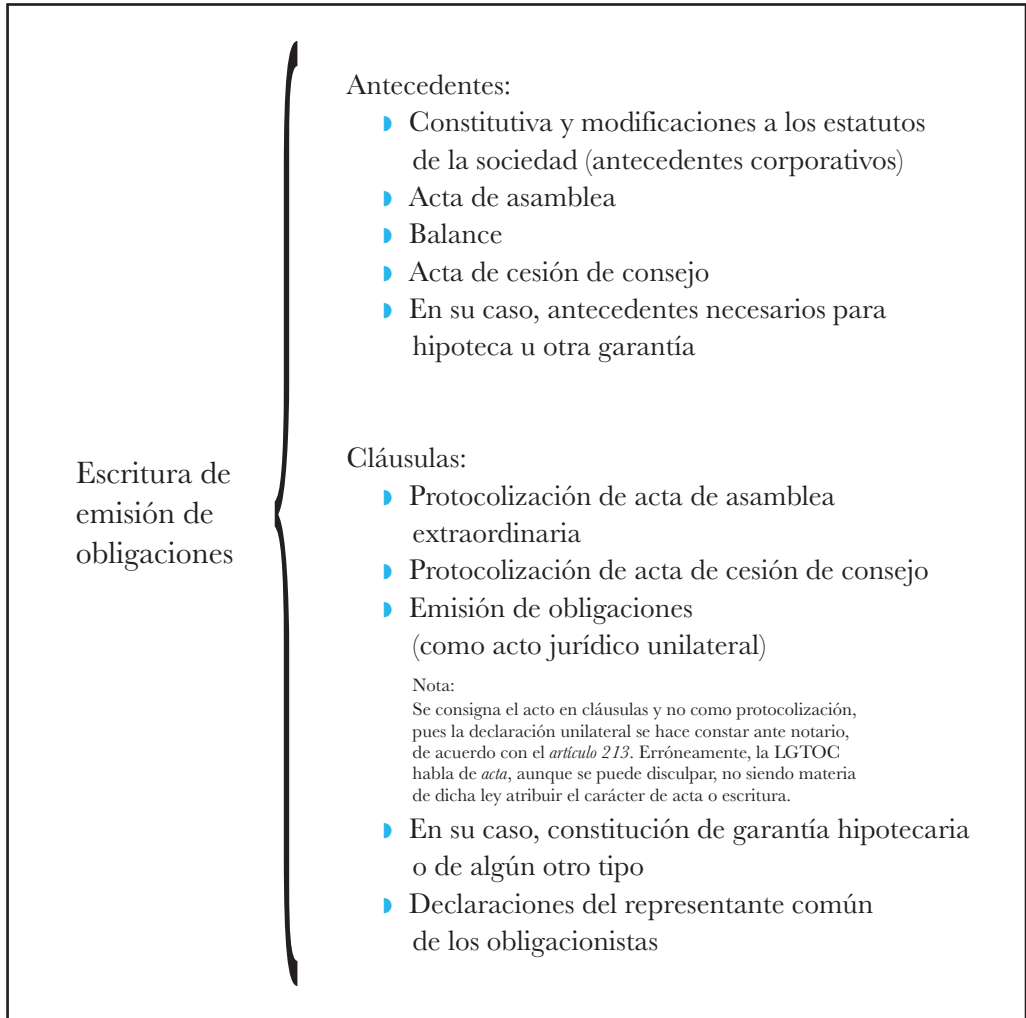 Antecedentes:
◗ Constitutiva y modificaciones a los estatutos
de la sociedad (antecedentes corporativos)
◗ Acta de asamblea
◗ Balance
◗ Acta de cesión de consejo
◗ En su caso, antecedentes necesarios para
hipoteca u otra garantía
Escritura de
emisión de
obligaciones
Cláusulas:
◗ Protocolización de acta de asamblea
extraordinaria
◗ Protocolización de acta de cesión de consejo
◗ Emisión de obligaciones
(como acto jurídico unilateral)
Nota:
Se consigna el acto en cláusulas y no como protocolización,
pues la declaración unilateral se hace constar ante notario,
de acuerdo con el artículo 213. Erróneamente, la LGTOC
habla de acta, aunque se puede disculpar, no siendo materia
de dicha ley atribuir el carácter de acta o escritura.
◗ En su caso, constitución de garantía hipotecaria
o de algún otro tipo
◗ Declaraciones del representante común
de los obligacionistas